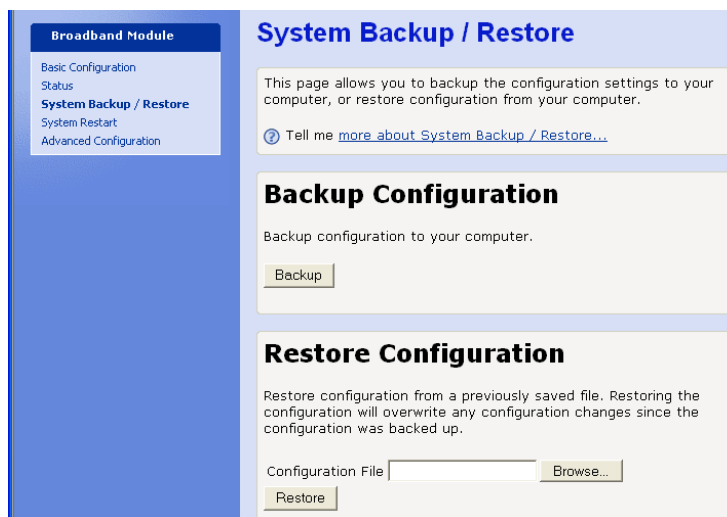 Broadband Module
Basic Configuration
Status
System Backup / Restore
System Restart
Advanced Configuration
System Backup / Restore
This page allows you to backup the configuration settings to your
computer, or restore configuration from your computer.
Tell me more about System Backup / Restore...
Backup Configuration
Backup configuration to your computer.
Backup
Restore Configuration
Restore configuration from a previously saved file. Restoring the
configuration will overwrite any configuration changes since the
configuration was backed up.
Configuration File Browse...
Restore